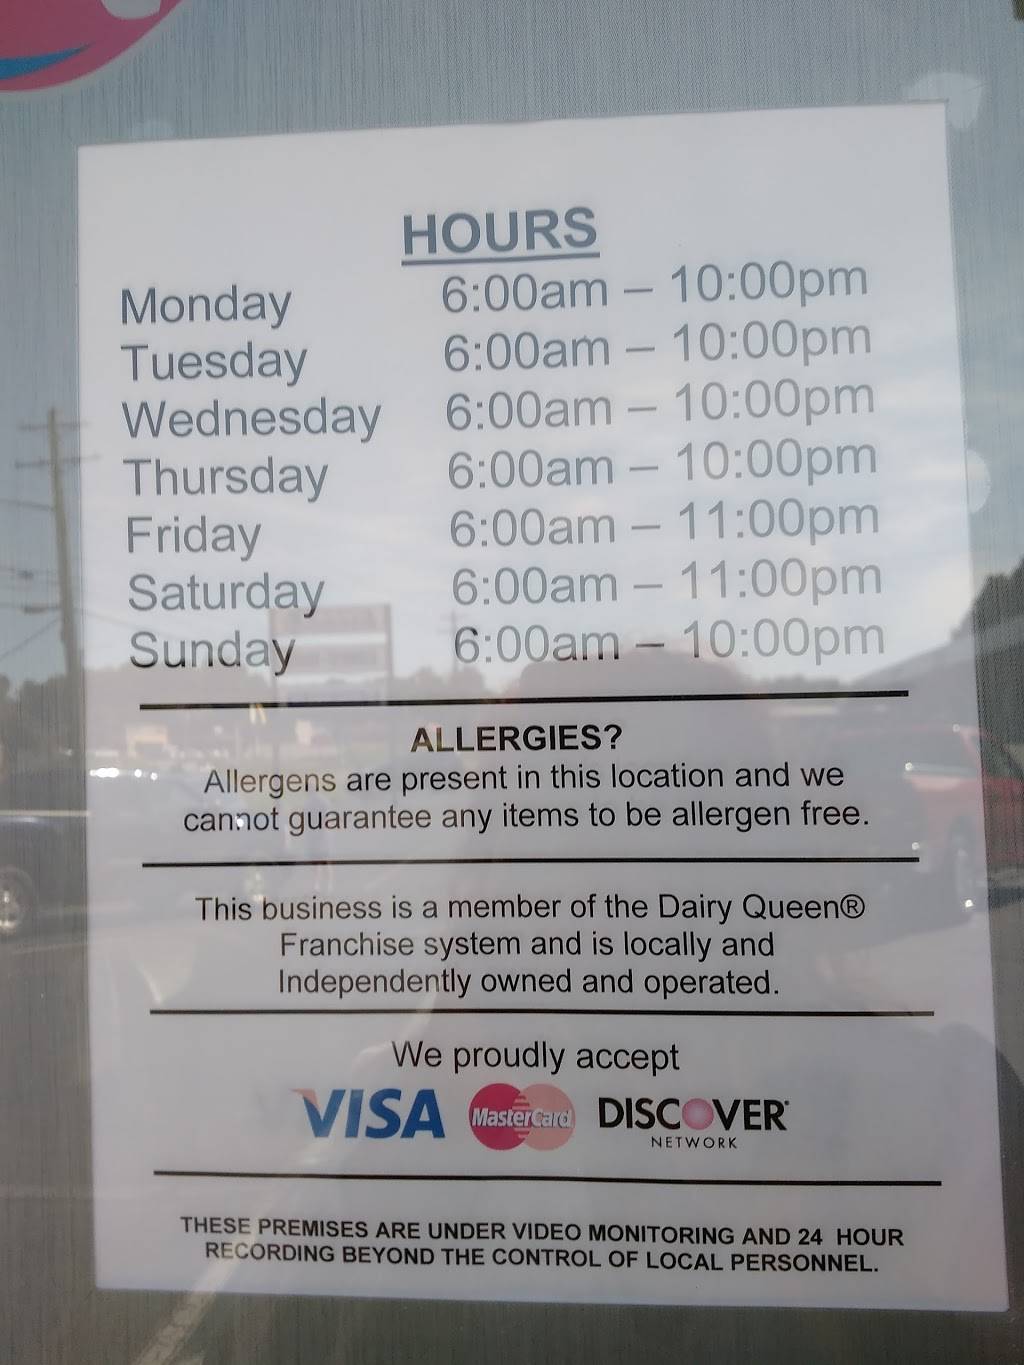 HOURS
Monday 6:00am – 10:00pm
Tuesday 6:00am – 10:00pm
Wednesday 6:00am – 10:00pm
Thursday 6:00am – 10:00pm
Friday 6:00am – 11:00pm
Saturday 6:00am – 11:00pm
Sunday 6:00am – 10:00pm
ALLERGIES?
Allergens are present in this location and we
cannot guarantee any items to be allergen free.
This business is a member of the Dairy Queen®
Franchise system and is locally and
Independently owned and operated.
We proudly accept
VISA MasterCard DISCOVER
NETWORK
THESE PREMISES ARE UNDER VIDEO MONITORING AND 24 HOUR
RECORDING BEYOND THE CONTROL OF LOCAL PERSONNEL.